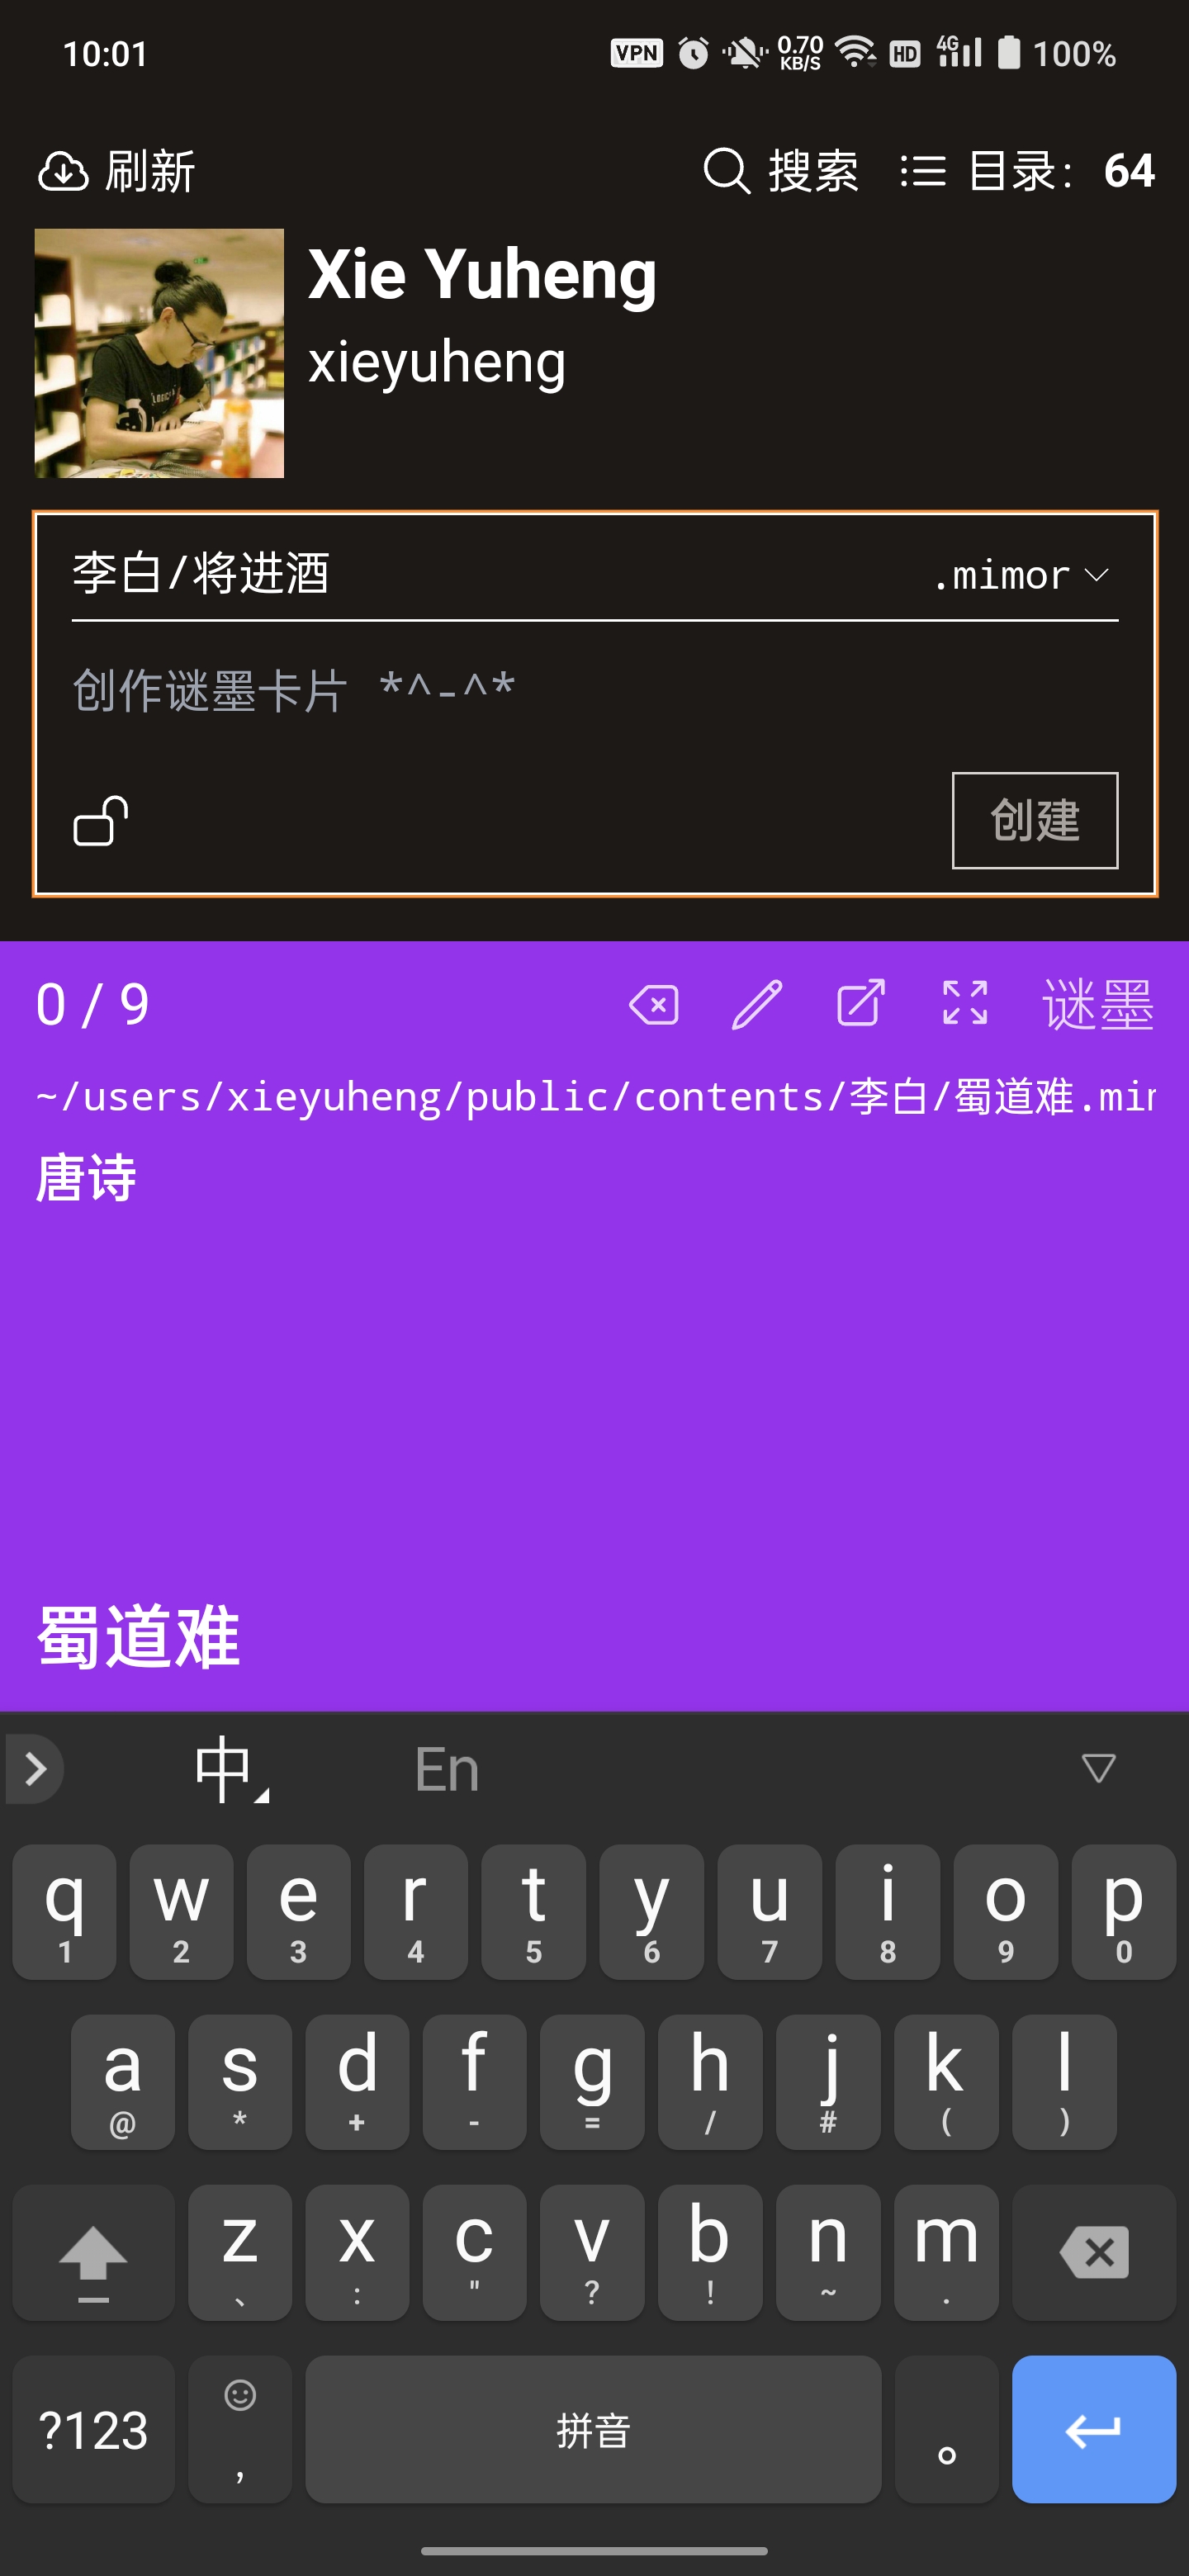 10:01 VPN 0.70 KB/S HD 4G 100%
刷新 搜索 目录： 64
Xie Yuheng
xieyuheng
李白/将进酒 .mimor
创作谜墨卡片 *^-^*
创建
0 / 9 谜墨
~/users/xieyuheng/public/contents/李白/蜀道难.mim
唐诗
蜀道难
中 En
q w e r t y u i o p
1 2 3 4 5 6 7 8 9 0
a s d f g h j k l
@ * + - = / # ( )
z x c v b n m
、 : " ? ! ~ .
?123 , 拼音 。